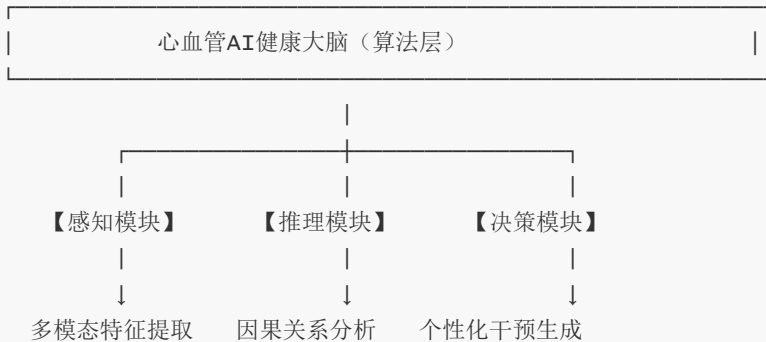 心血管AI健康大脑（算法层）
【感知模块】 【推理模块】 【决策模块】
多模态特征提取 因果关系分析 个性化干预生成